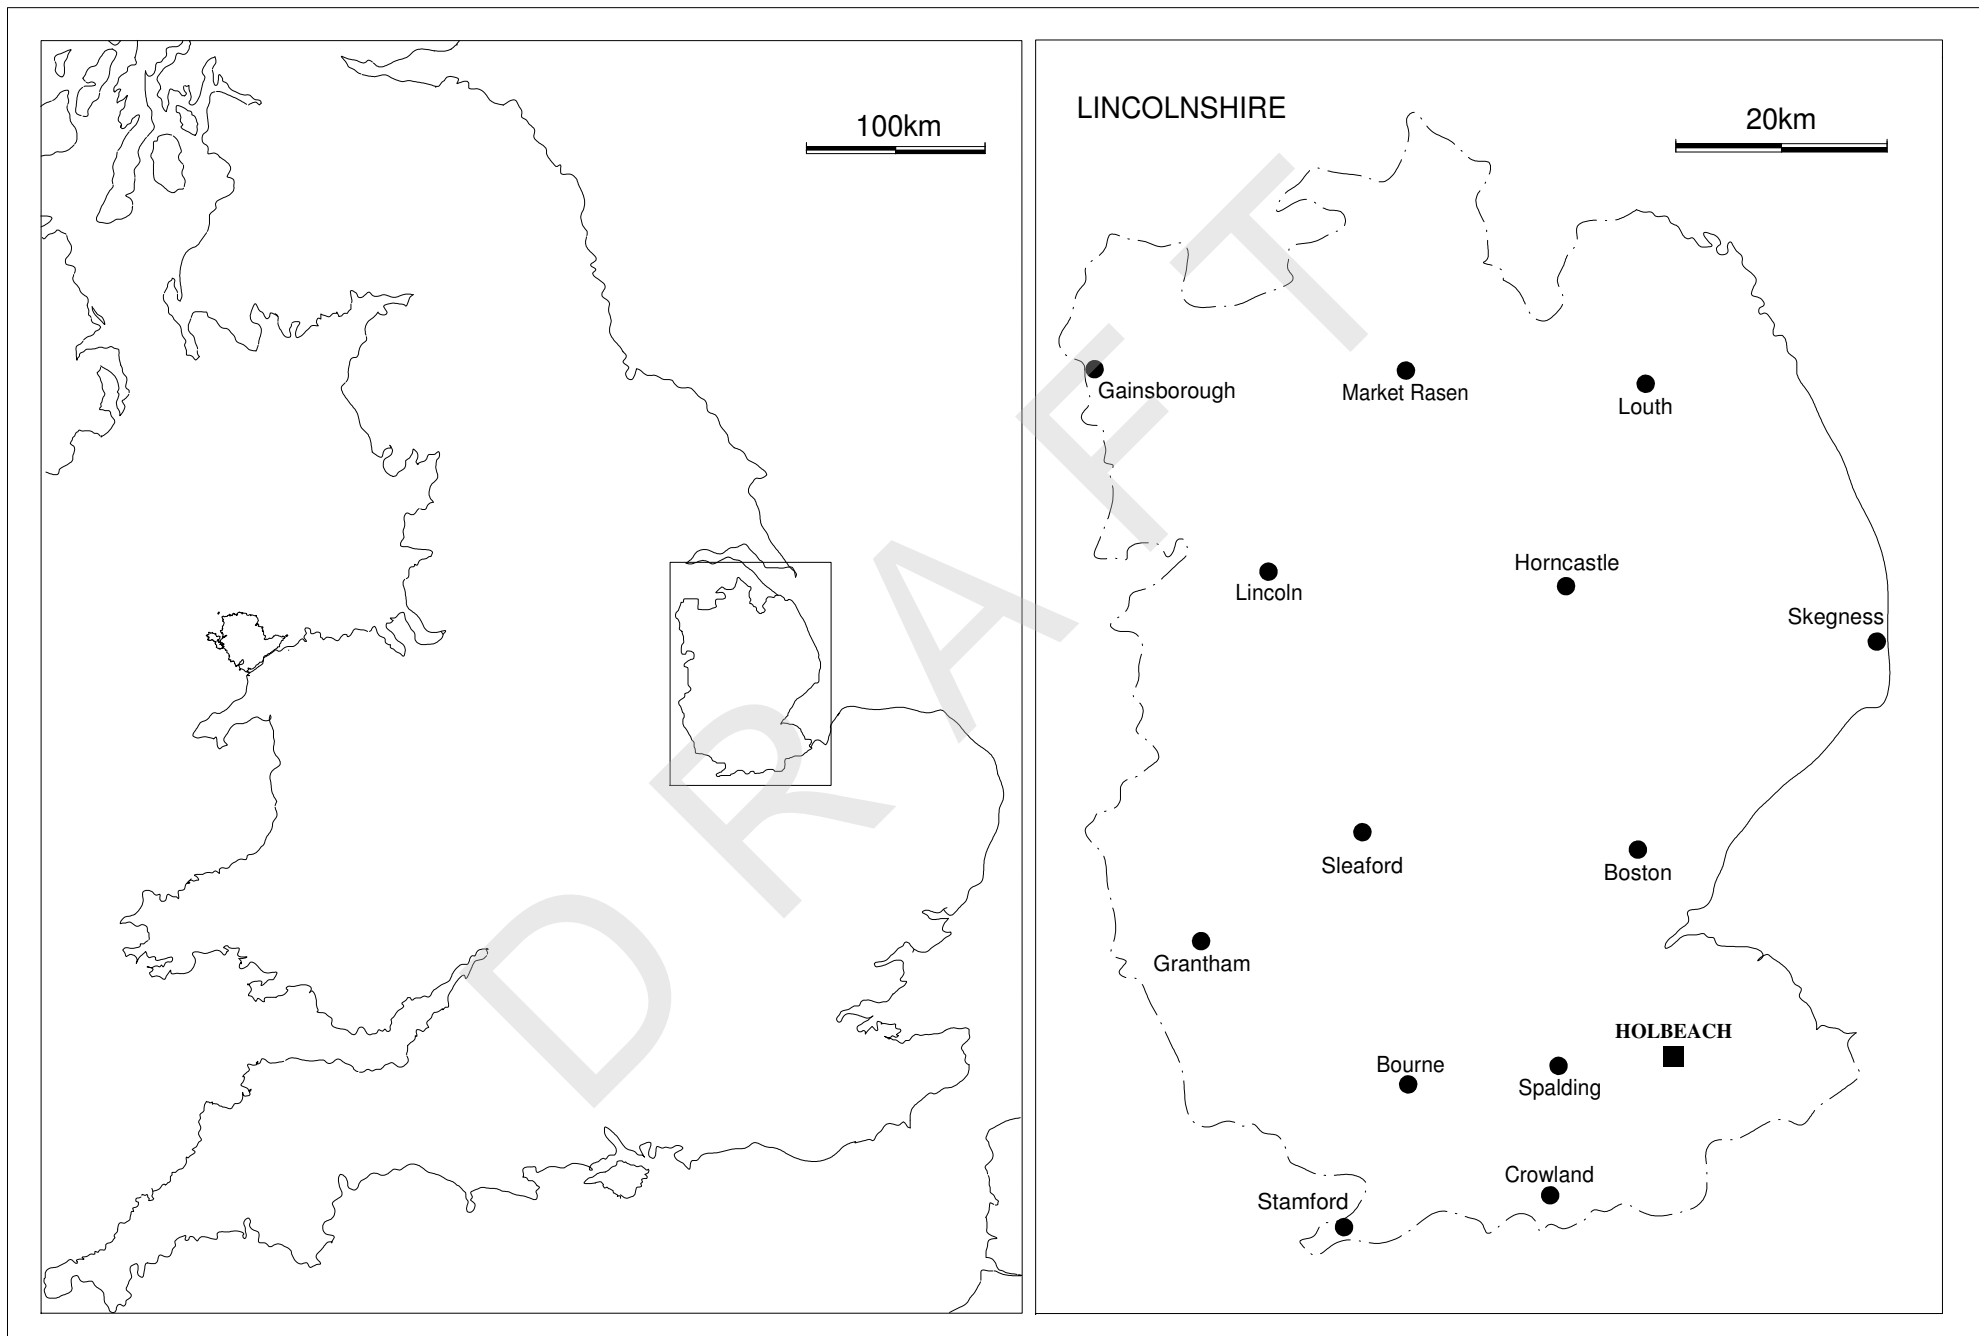 100km
LINCOLNSHIRE
20km
Gainsborough
Market Rasen
Louth
Horncastle
Lincoln
Skegness
Sleaford
Boston
Grantham
HOLBEACH
Bourne
Spalding
Crowland
Stamford
DRAFT